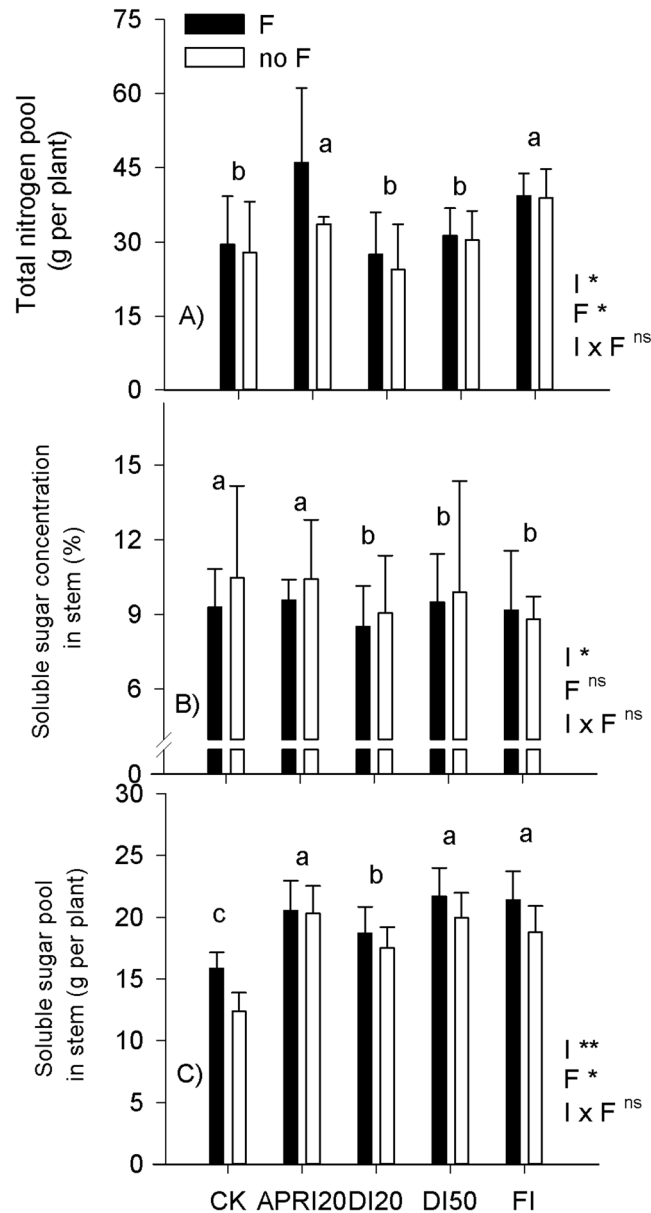 75
F
no F
60
Total nitrogen pool
(g per plant)
a
a
45
b
b
b
30
I *
F *
15
A)
I x F ns
0
15
a
a
Soluble sugar concentration
in stem (%)
12
b
b
b
9
I *
6
F ns
B)
I x F ns
0
30
Soluble sugar pool
in stem (g per plant)
25
a
a
a
b
20
c
15
10
I **
F *
C)
5
I x F ns
0
CK APRI20 DI20 DI50 FI